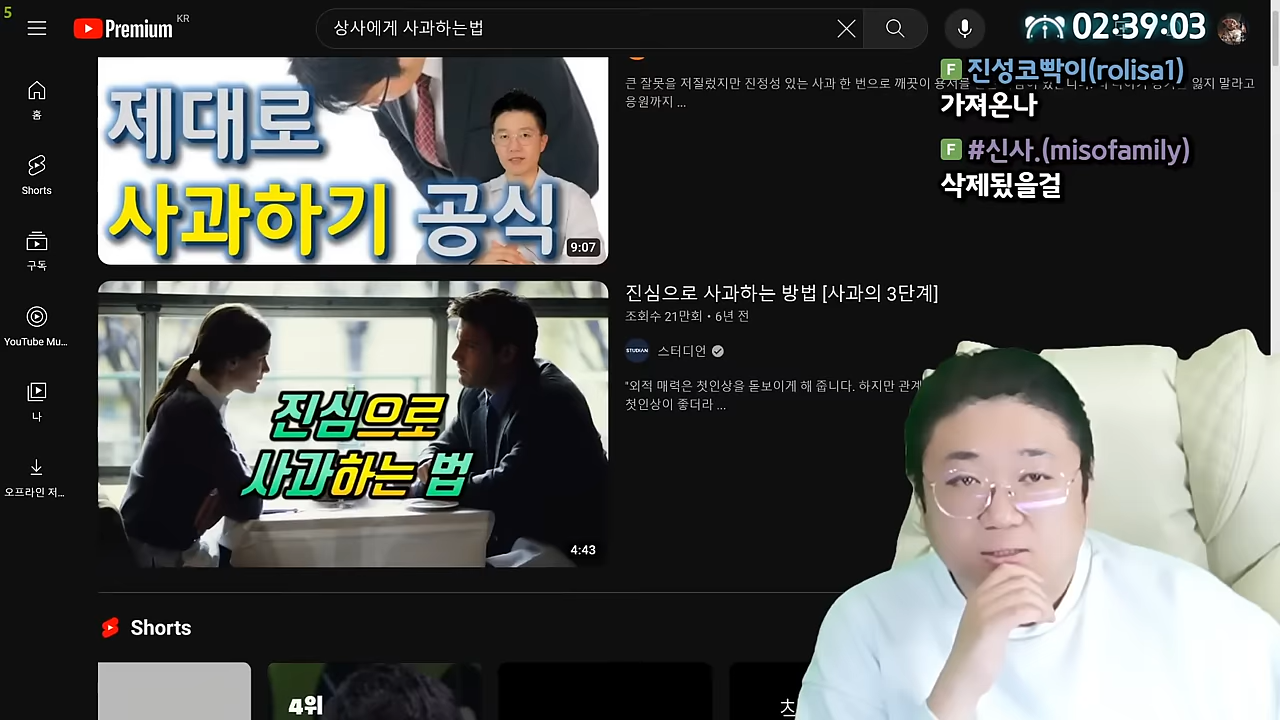 5
Premium KR
상사에게 사과하는법
02:39:03
홈
Shorts
구독
YouTube Mu...
나
오프라인 저...
제대로
사과하기 공식
9:07
큰 잘못을 저질렀지만 진정성 있는 사과 한 번으로 깨끗이
잃지 말라고
응원까지 ...
F 진성코빡이(rolisa1)
가져온나
F #신사.(misofamily)
삭제됬을걸
진심으로
사과하는 법
4:43
진심으로 사과하는 방법 [사과의 3단계]
조회수 21만회 • 6년 전
STUDIAN 스터디언
"외적 매력은 첫인상을 돋보이게 해 줍니다. 하지만 관계
첫인상이 좋더라 ...
Shorts
4위